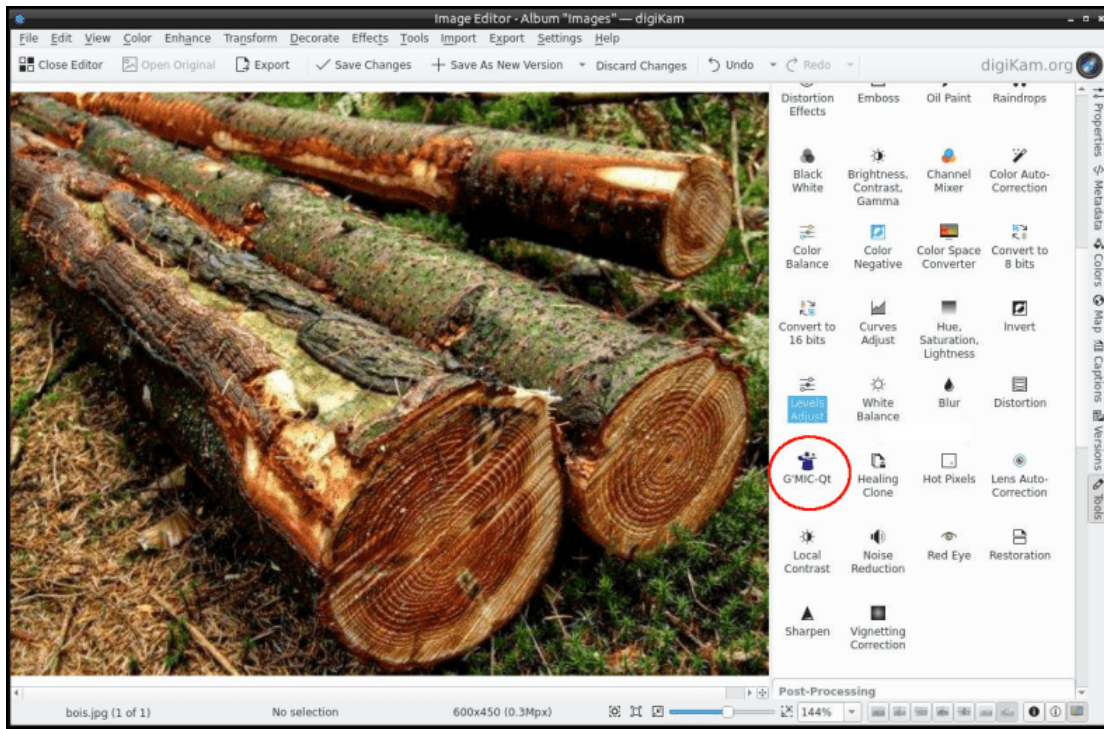 Image Editor - Album "Images" — digiKam
File Edit View Color Enhance Transform Decorate Effects Tools Import Export Settings Help
Close Editor Open Original Export Save Changes Save As New Version Discard Changes Undo Redo digiKam.org
Distortion Effects
Emboss
Oil Paint
Raindrops
Black White
Brightness, Contrast, Gamma
Channel Mixer
Color Auto-Correction
Color Balance
Color Negative
Color Space Converter
Convert to 8 bits
Convert to 16 bits
Curves Adjust
Hue, Saturation, Lightness
Invert
Levels Adjust
White Balance
Blur
Distortion
G'MIC-Qt
Healing Clone
Hot Pixels
Lens Auto-Correction
Local Contrast
Noise Reduction
Red Eye
Restoration
Sharpen
Vignetting Correction
Post-Processing
Properties
Metadata
Colors
Map
Captions
Versions
Tools
bois.jpg (1 of 1) No selection 600x450 (0.3Mpx) 144%